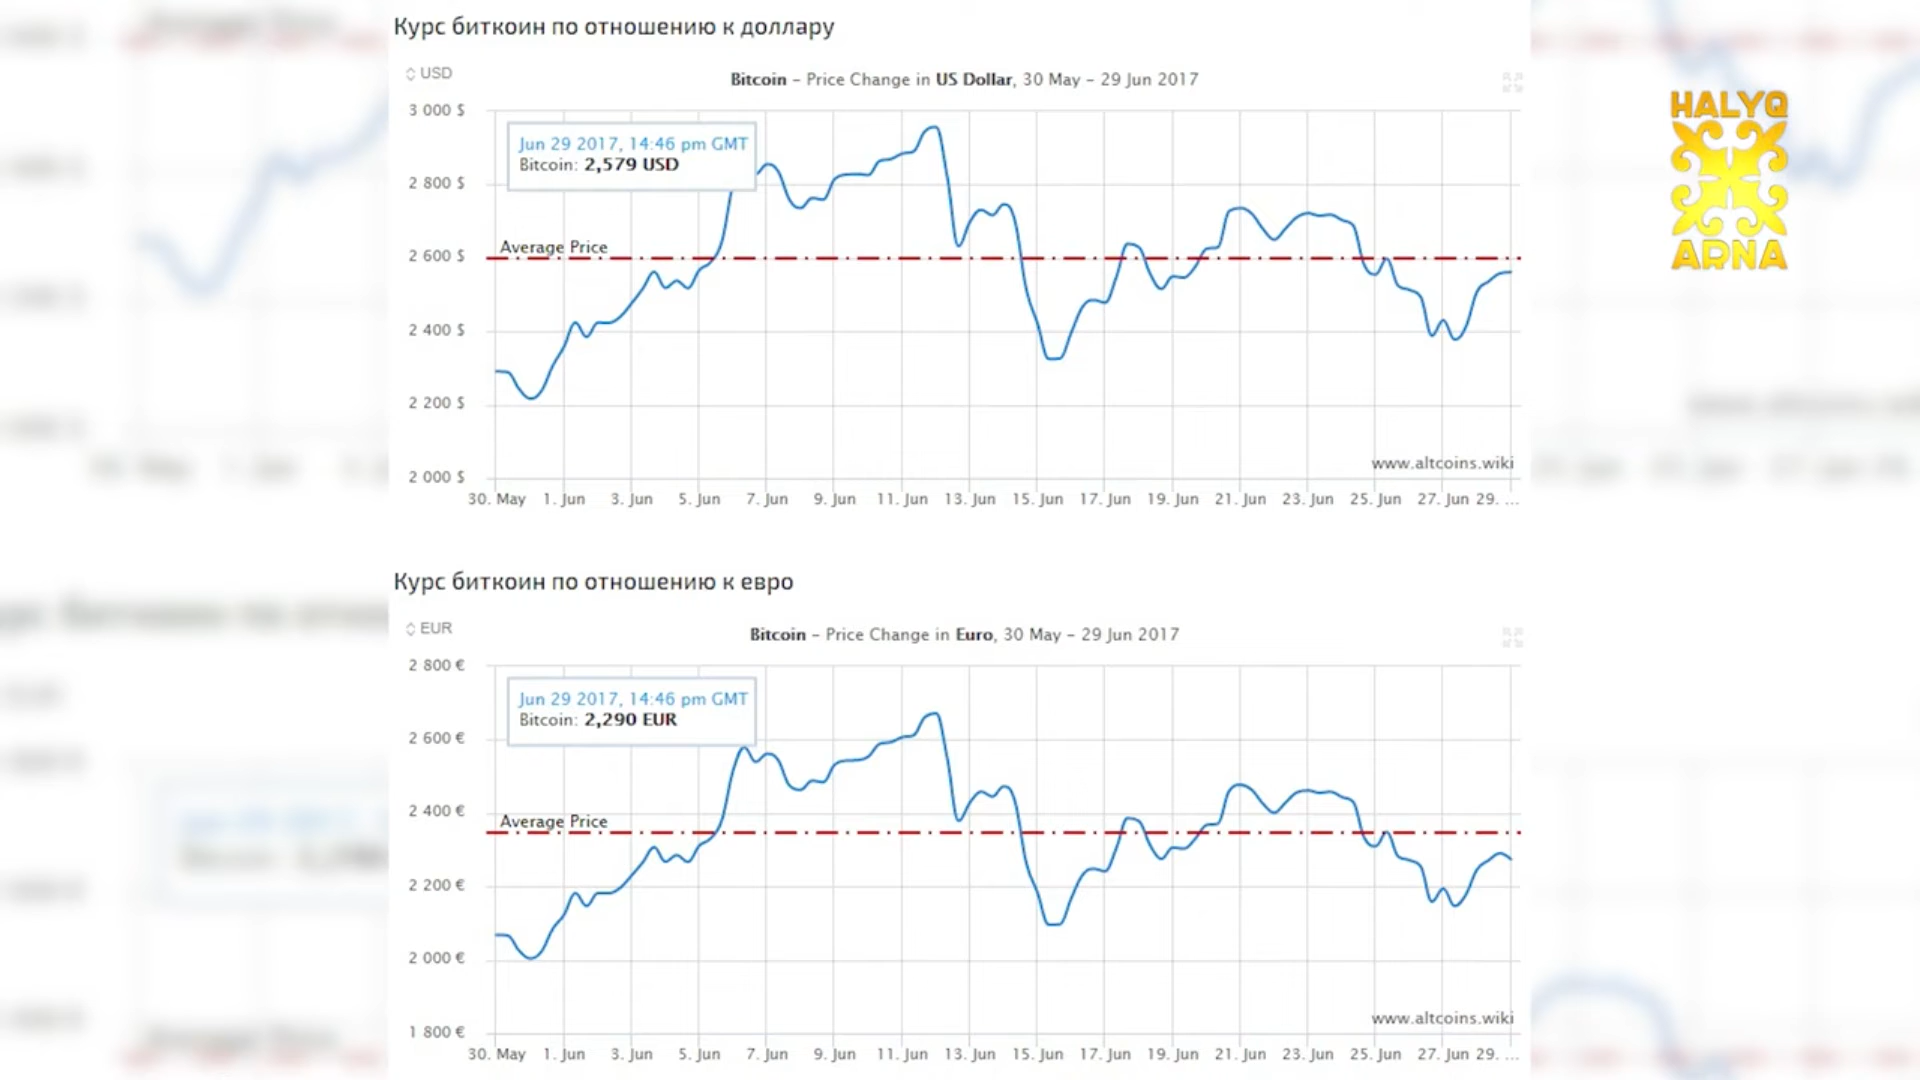 Курс биткоин по отношению к доллару
USD
Bitcoin – Price Change in US Dollar, 30 May – 29 Jun 2017
3 000 $
2 800 $
2 600 $
2 400 $
2 200 $
2 000 $
Jun 29 2017, 14:46 pm GMT
Bitcoin: 2,579 USD
Average Price
www.altcoins.wiki
30. May 1. Jun 3. Jun 5. Jun 7. Jun 9. Jun 11. Jun 13. Jun 15. Jun 17. Jun 19. Jun 21. Jun 23. Jun 25. Jun 27. Jun 29. ...
HALYQ
ARNA
Курс биткоин по отношению к евро
EUR
Bitcoin – Price Change in Euro, 30 May – 29 Jun 2017
2 800 €
2 600 €
2 400 €
2 200 €
2 000 €
1 800 €
Jun 29 2017, 14:46 pm GMT
Bitcoin: 2,290 EUR
Average Price
www.altcoins.wiki
30. May 1. Jun 3. Jun 5. Jun 7. Jun 9. Jun 11. Jun 13. Jun 15. Jun 17. Jun 19. Jun 21. Jun 23. Jun 25. Jun 27. Jun 29. ...